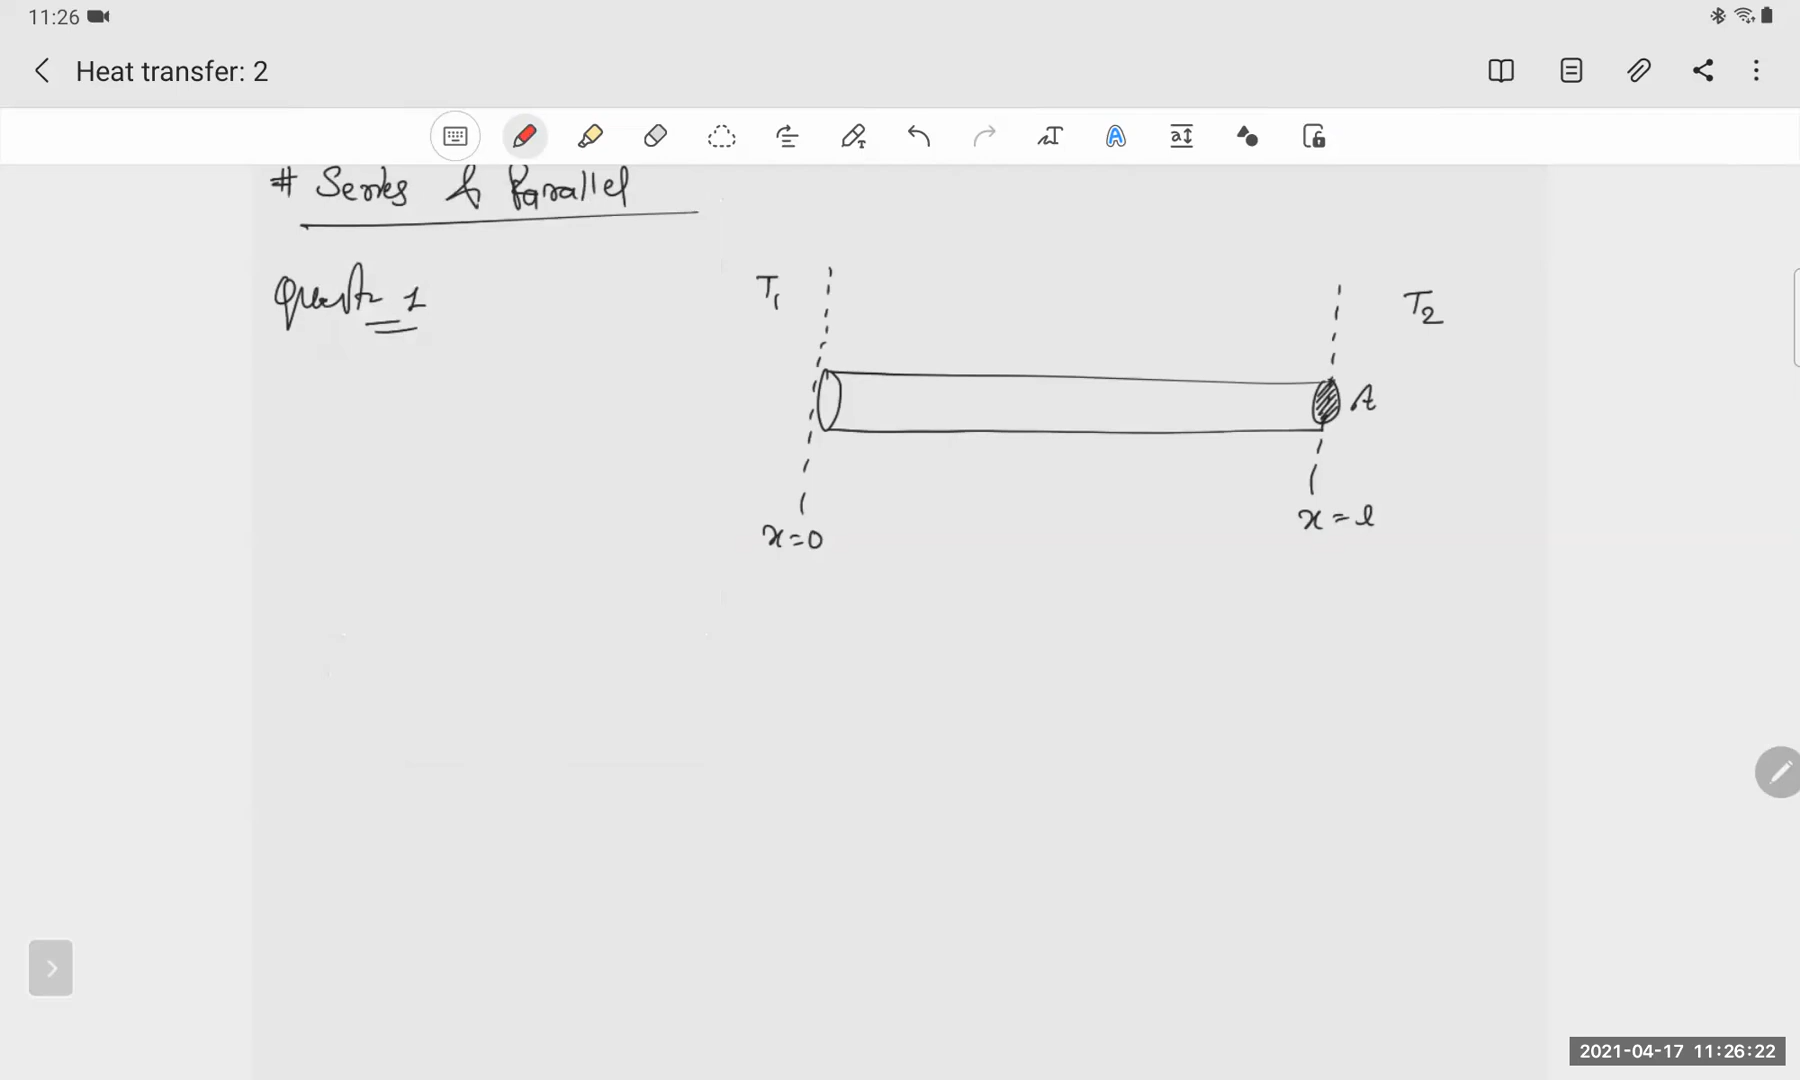 11:26
Heat transfer: 2
# Series & Parallel
Questn 1
T₁
T₂
A
x=0
x=l
2021-04-17 11:26:22